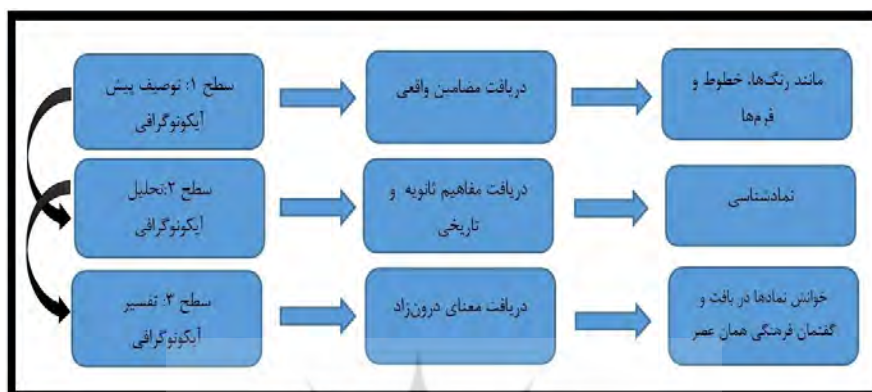 سطح ۱: توصیف پیش
آیکونوگرافی
دریافت مضامین واقعی
مانند رنگ‌ها، خطوط و
فرم‌ها
سطح ۲:تحلیل
آیکونوگرافی
دریافت مفاهیم ثانویه و
تاریخی
نمادشناسی
سطح ۳: تفسیر
آیکونوگرافی
دریافت معنای درون‌زاد
خوانش نمادها در بافت و
گفتمان فرهنگی همان عصر